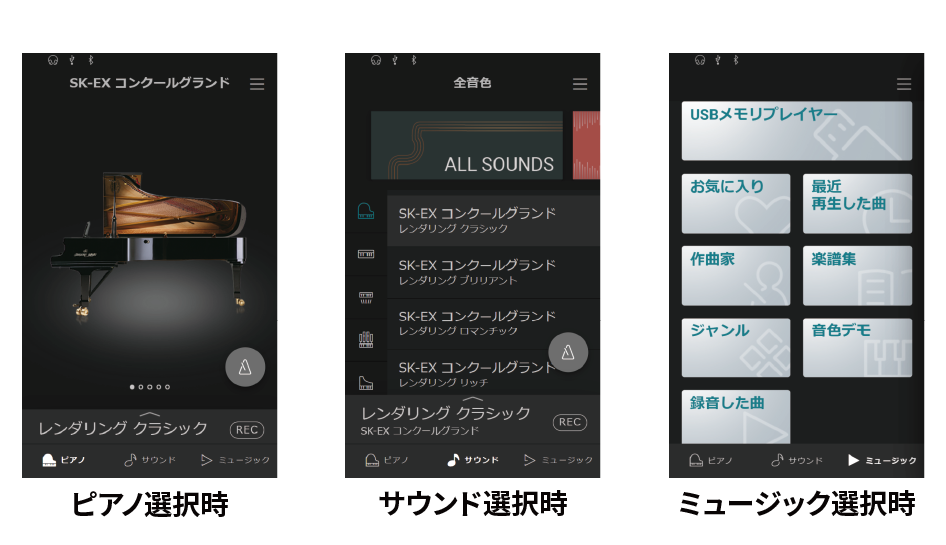 SK-EX コンクールグランド
レンダリング クラシック
REC
ピアノ
サウンド
ミュージック
ピアノ選択時
全音色
ALL SOUNDS
SK-EX コンクールグランド
レンダリング クラシック
SK-EX コンクールグランド
レンダリング ブリリアント
SK-EX コンクールグランド
レンダリング ロマンチック
SK-EX コンクールグランド
レンダリング リッチ
レンダリング クラシック
SK-EX コンクールグランド
REC
ピアノ
サウンド
ミュージック
サウンド選択時
USBメモリプレイヤー
お気に入り
最近
再生した曲
作曲家
楽譜集
ジャンル
音色デモ
録音した曲
ピアノ
サウンド
ミュージック
ミュージック選択時